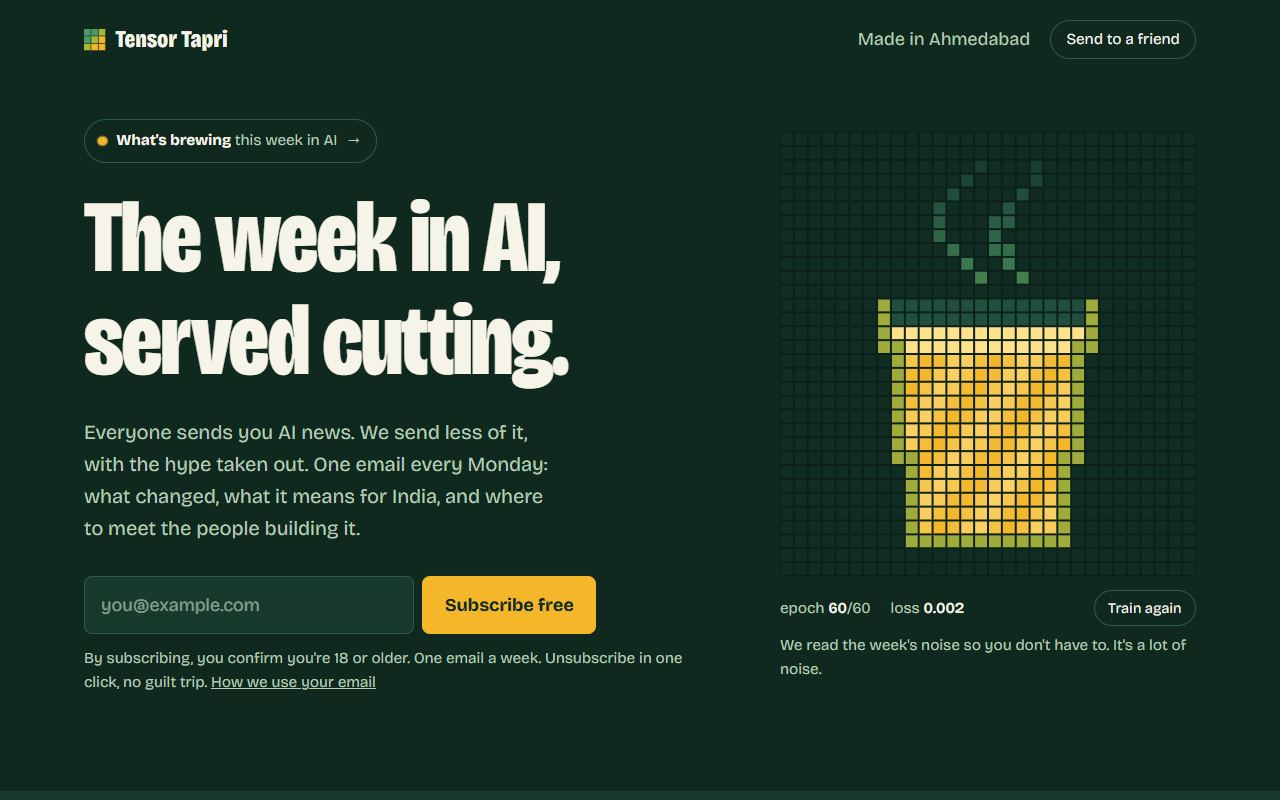 Tensor Tapri
Made in Ahmedabad
Send to a friend
What's brewing this week in AI →
The week in AI,
served cutting.
Everyone sends you AI news. We send less of it,
with the hype taken out. One email every Monday:
what changed, what it means for India, and where
to meet the people building it.
you@example.com
Subscribe free
By subscribing, you confirm you're 18 or older. One email a week. Unsubscribe in one
click, no guilt trip. How we use your email
epoch 60/60 loss 0.002
Train again
We read the week's noise so you don't have to. It's a lot of
noise.